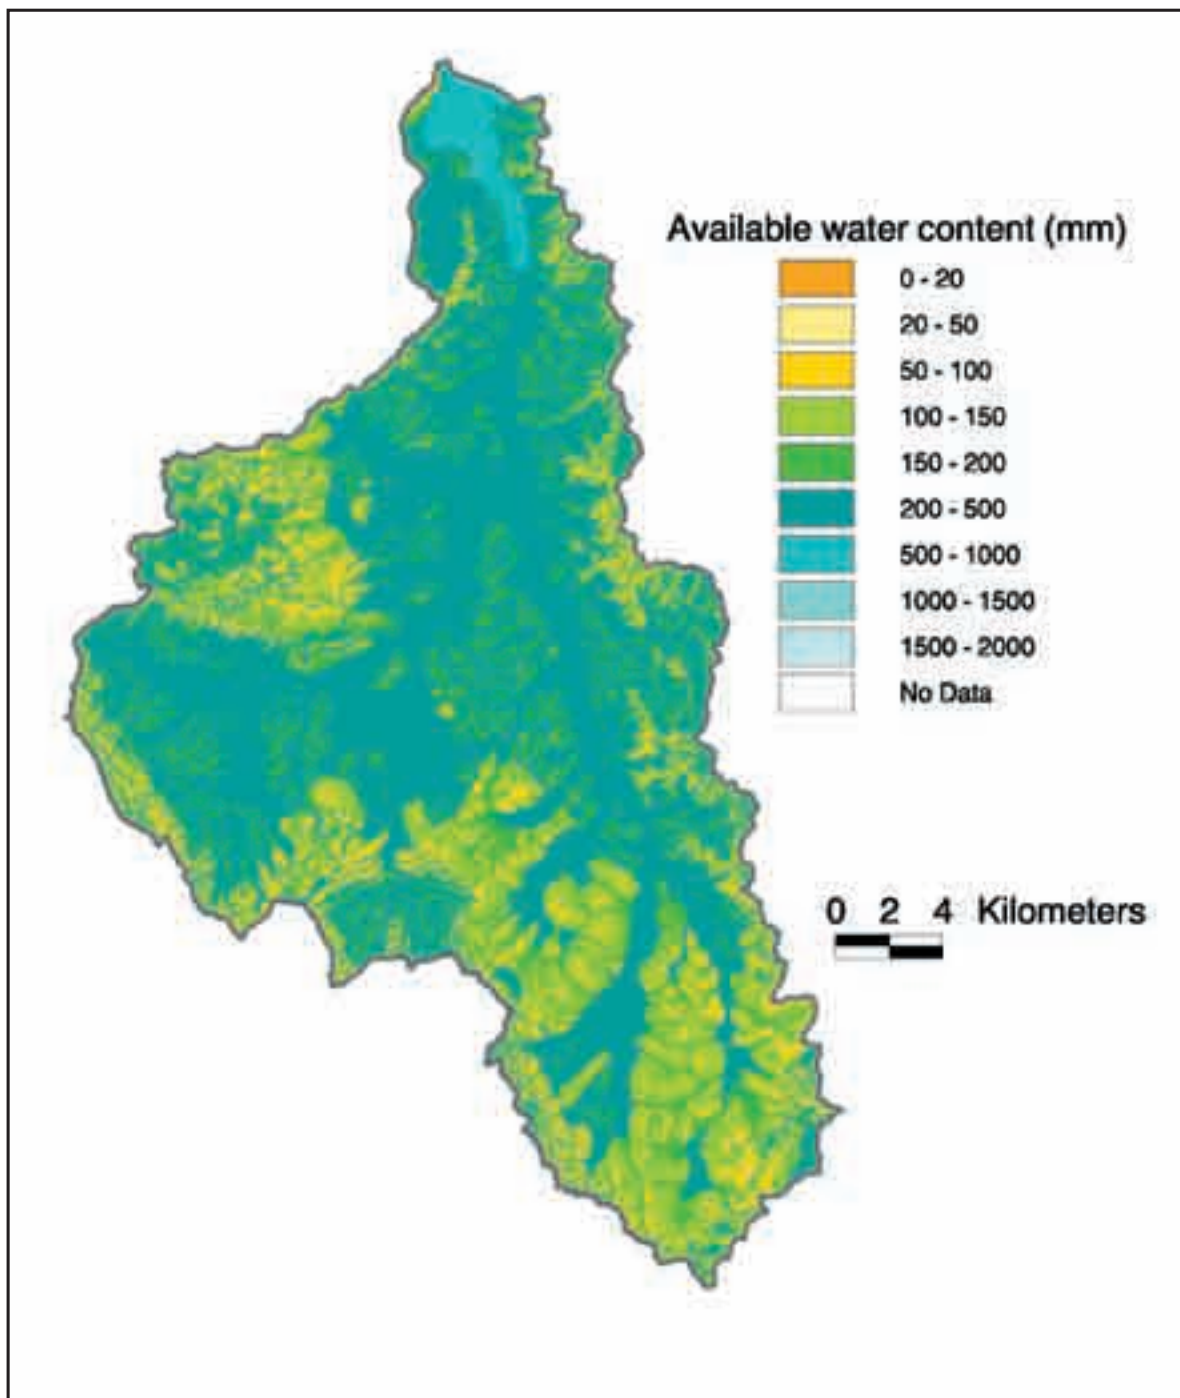 Available water content (mm)
0 - 20
20 - 50
50 - 100
100 - 150
150 - 200
200 - 500
500 - 1000
1000 - 1500
1500 - 2000
No Data
0 2 4 Kilometers